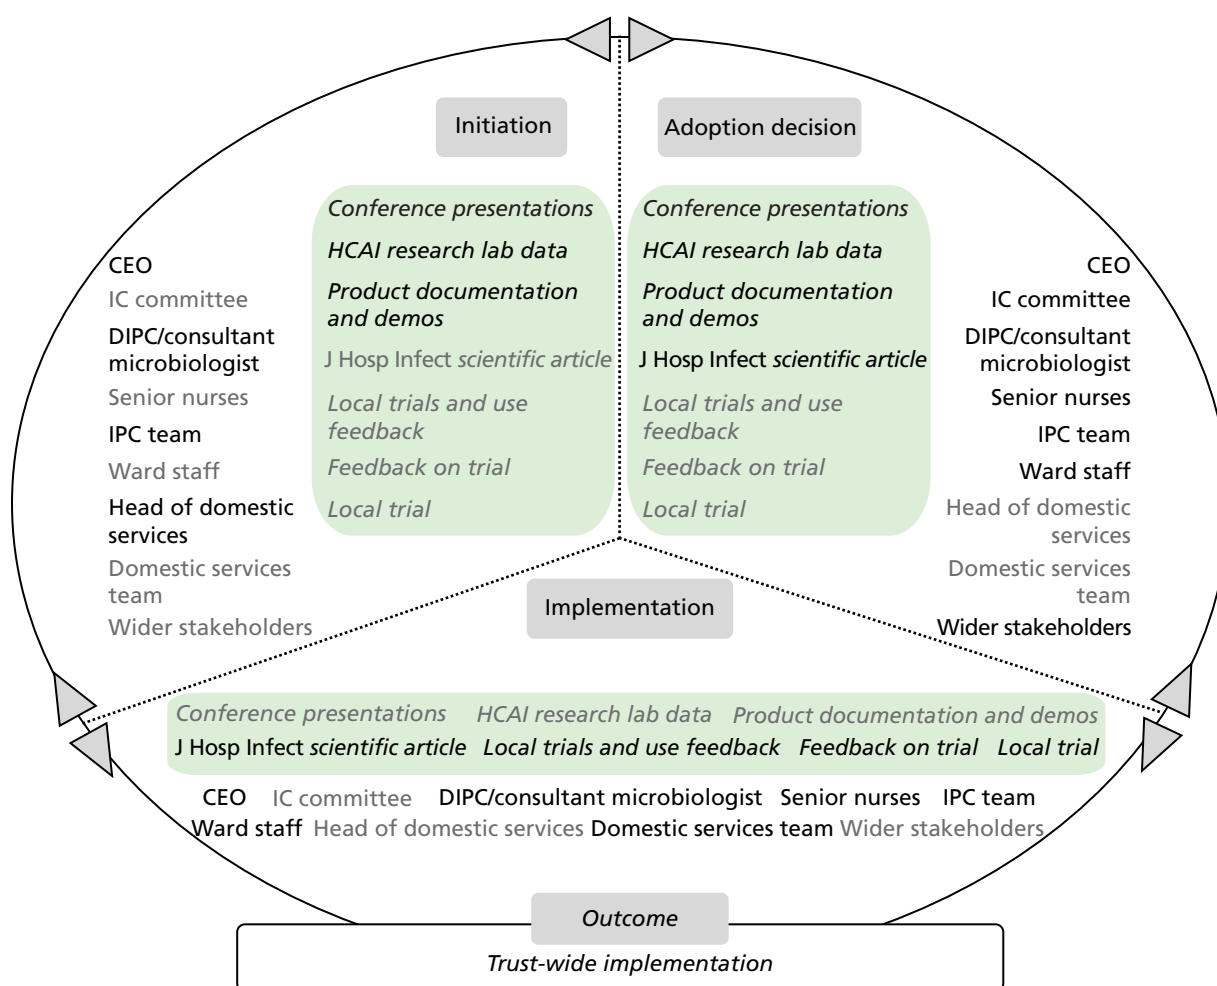 Initiation
Adoption decision
Conference presentations
HCAI research lab data
Product documentation
and demos
J Hosp Infect scientific article
Local trials and use
feedback
Feedback on trial
Local trial
Conference presentations
HCAI research lab data
Product documentation
and demos
J Hosp Infect scientific article
Local trials and use
feedback
Feedback on trial
Local trial
CEO
IC committee
DIPC/consultant
microbiologist
Senior nurses
IPC team
Ward staff
Head of domestic
services
Domestic services
team
Wider stakeholders
CEO
IC committee
DIPC/consultant
microbiologist
Senior nurses
IPC team
Ward staff
Head of domestic
services
Domestic services
team
Wider stakeholders
Implementation
Conference presentations HCAI research lab data Product documentation and demos
J Hosp Infect scientific article Local trials and use feedback Feedback on trial Local trial
CEO IC committee DIPC/consultant microbiologist Senior nurses IPC team
Ward staff Head of domestic services Domestic services team Wider stakeholders
Outcome
Trust-wide implementation